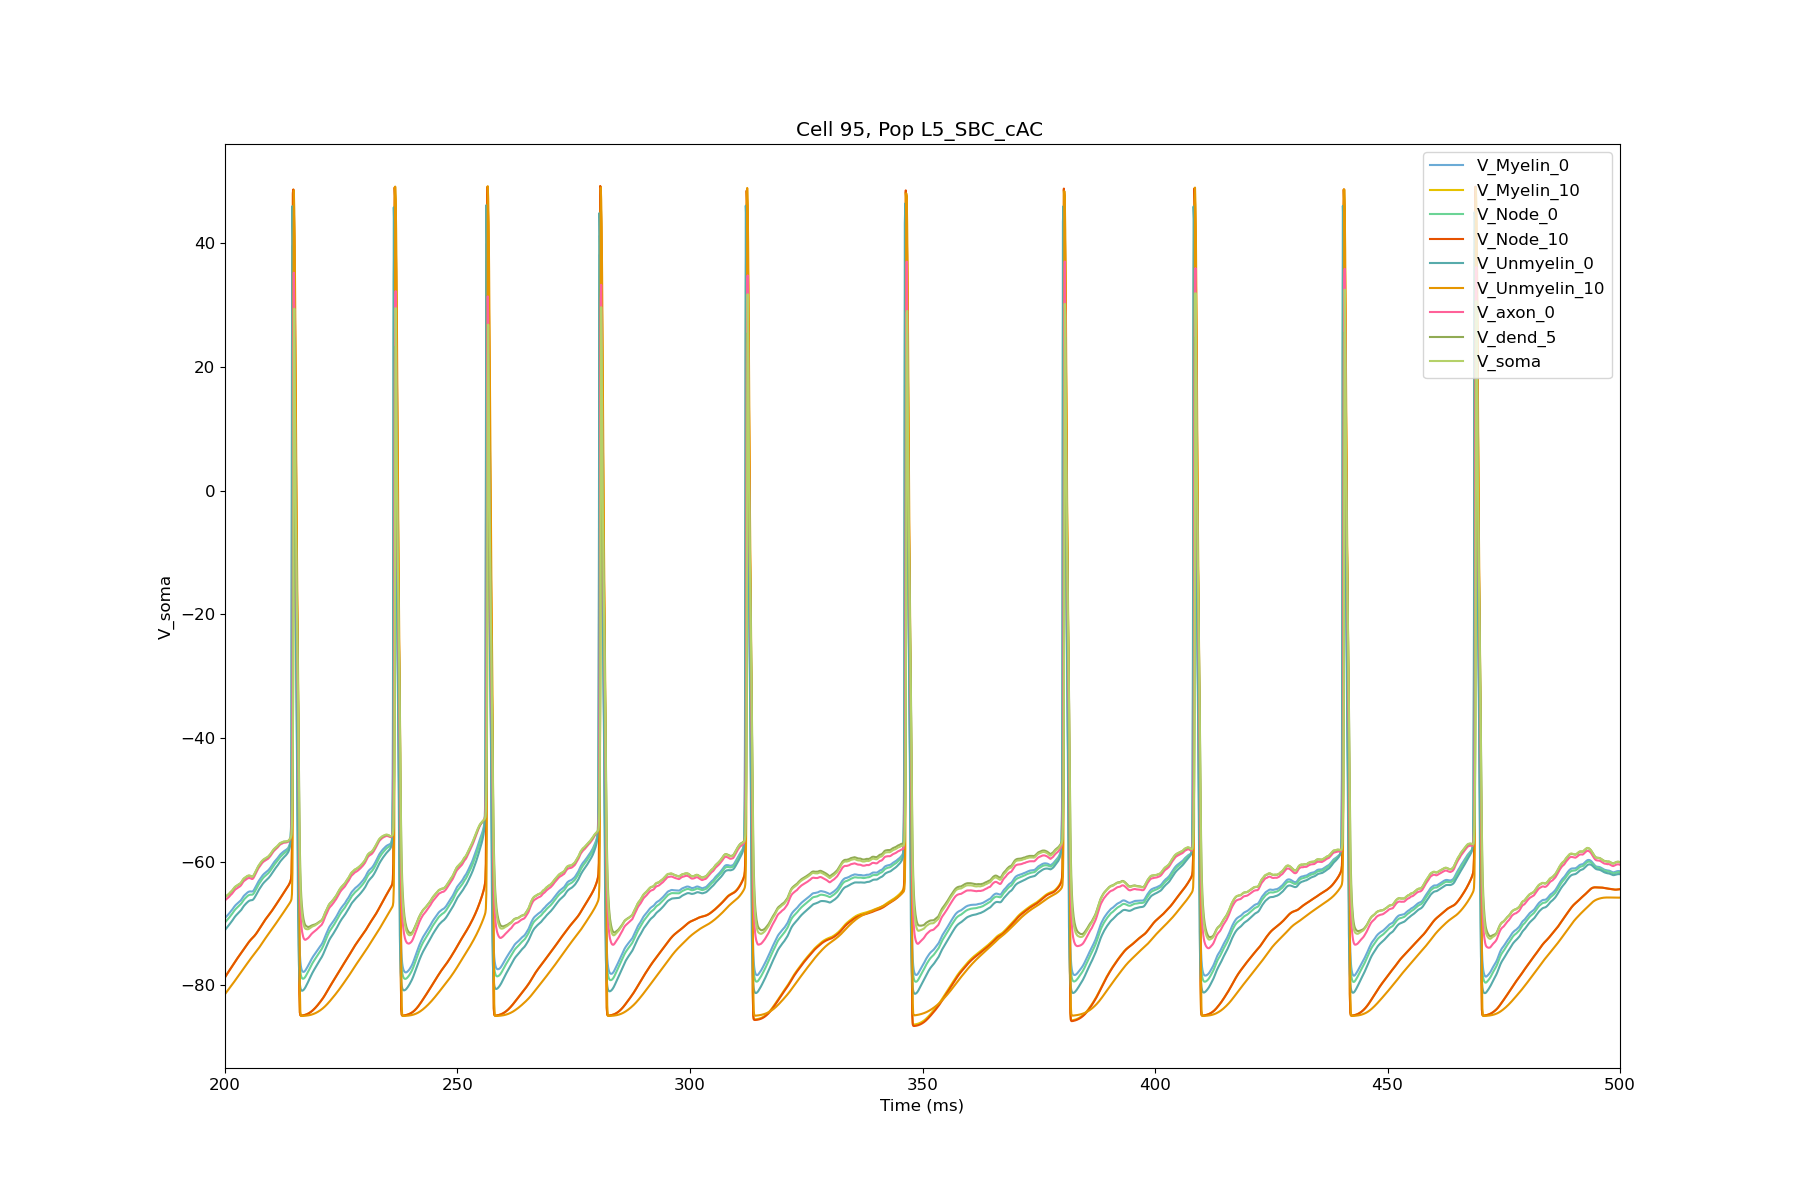 Cell 95, Pop L5_SBC_cAC
V_Myelin_0
V_Myelin_10
V_Node_0
V_Node_10
V_Unmyelin_0
V_Unmyelin_10
V_axon_0
V_dend_5
V_soma
40
20
0
−20
−40
−60
−80
V_soma
200 250 300 350 400 450 500
Time (ms)